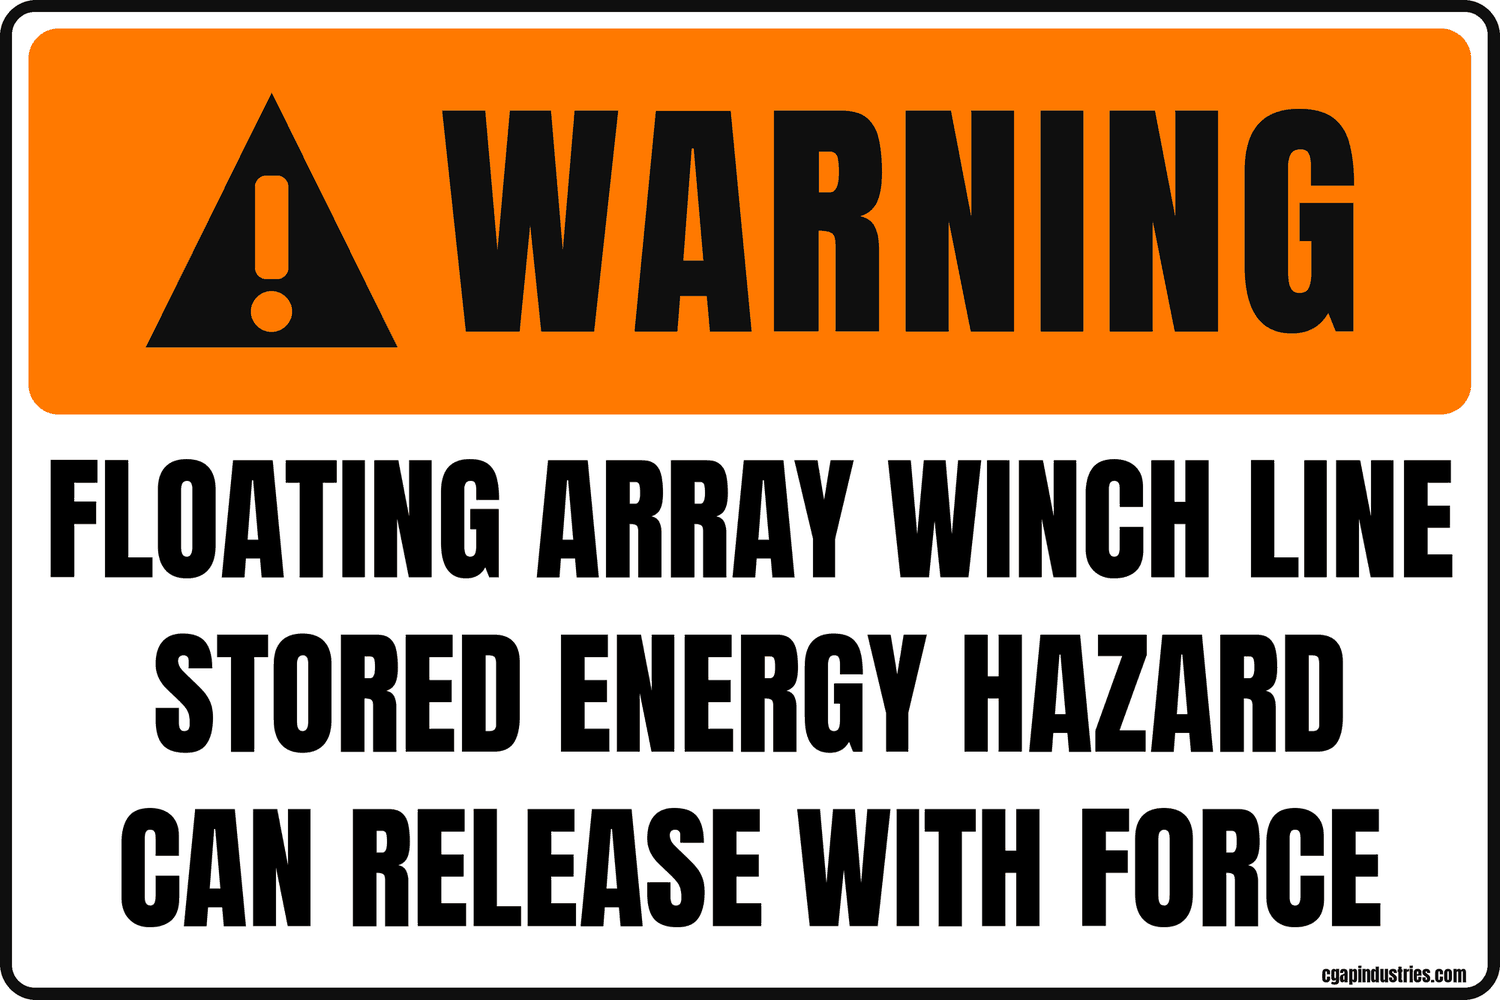 WARNING
FLOATING ARRAY WINCH LINE
STORED ENERGY HAZARD
CAN RELEASE WITH FORCE
cgapindustries.com